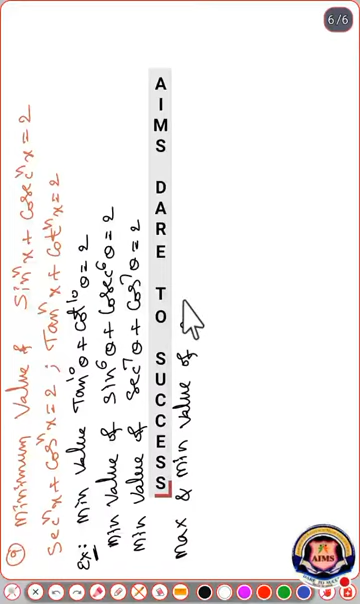 6/6
⑨ Minimum Value of Sinⁿx + Cosecⁿx = 2
Secⁿx + Cosⁿx = 2 ; Tanⁿx + Cotⁿx = 2
Ex: Min Value Tan¹⁰θ + Cot¹⁰θ = 2
Min Value of Sin⁶θ + Cosec⁶θ = 2
Min Value of Sec⁷θ + Cos⁷θ = 2
AIMS DARE TO SUCCESS
Max & Min Value of
AIMS